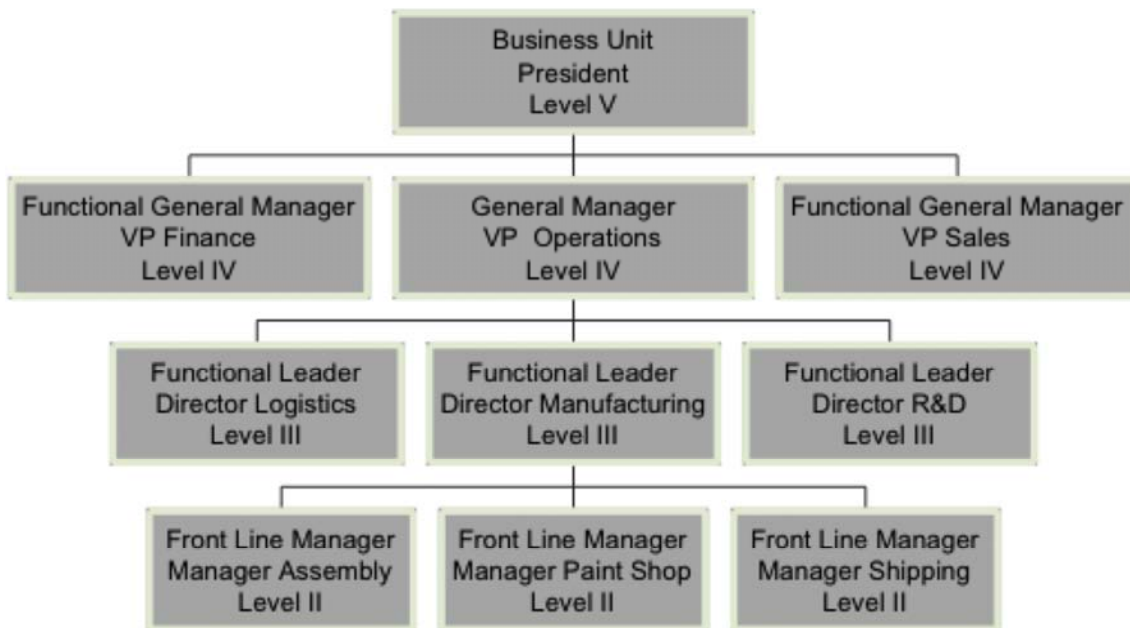 Business Unit
President
Level V
Functional General Manager
VP Finance
Level IV
General Manager
VP Operations
Level IV
Functional General Manager
VP Sales
Level IV
Functional Leader
Director Logistics
Level III
Functional Leader
Director Manufacturing
Level III
Functional Leader
Director R&D
Level III
Front Line Manager
Manager Assembly
Level II
Front Line Manager
Manager Paint Shop
Level II
Front Line Manager
Manager Shipping
Level II